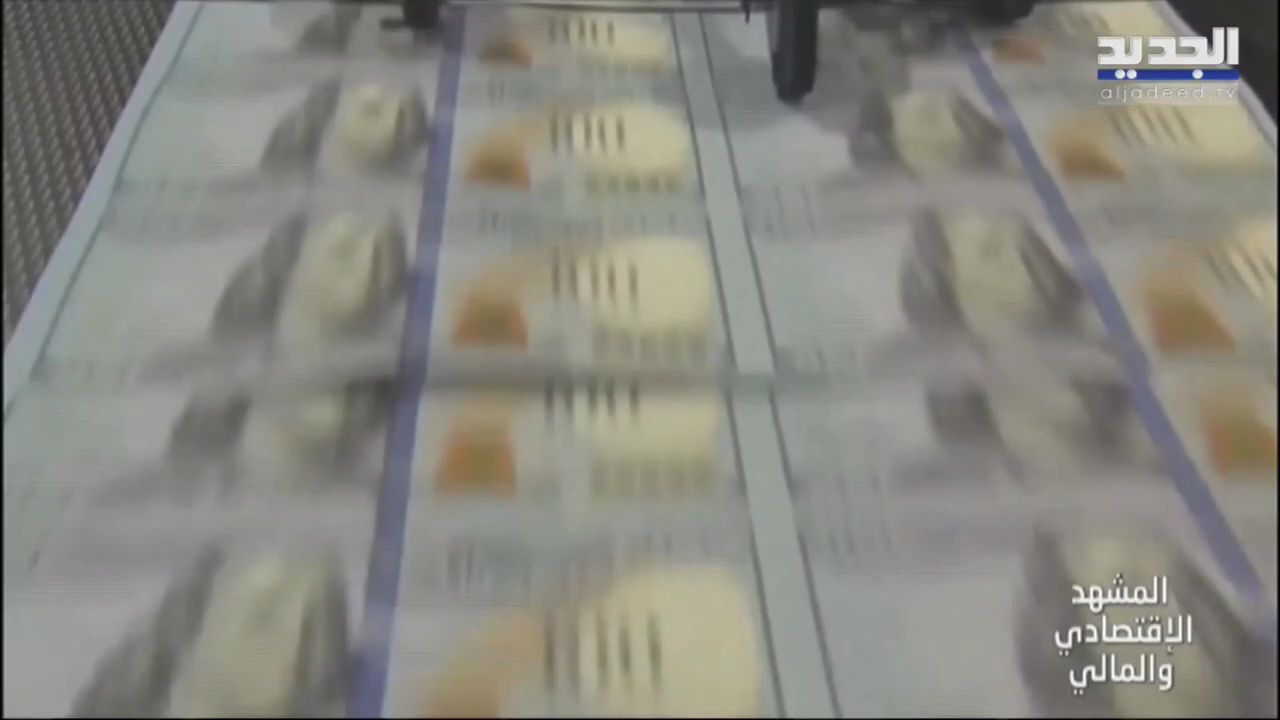 الجديد
aljadeed.tv
المشهد
الإقتصادي
والمالي